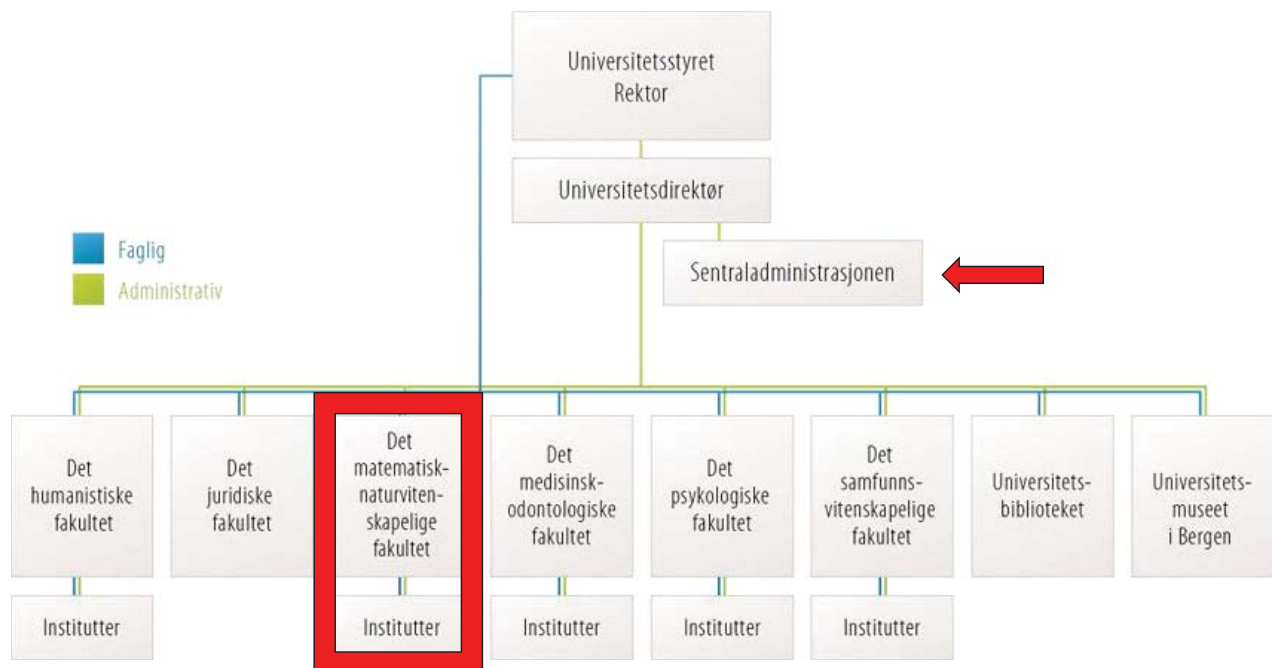 Universitetsstyret
Rektor
Universitetsdirektør
Sentraladministrasjonen
Faglig
Administrativ
Det
humanistiske
fakultet
Det
juridiske
fakultet
Det
matematisk-
naturviten-
skapelige
fakultet
Det
medisinsk-
odontologiske
fakultet
Det
psykologiske
fakultet
Det
samfunns-
vitenskapelige
fakultet
Universitets-
biblioteket
Universitets-
museet
i Bergen
Institutter
Institutter
Institutter
Institutter
Institutter